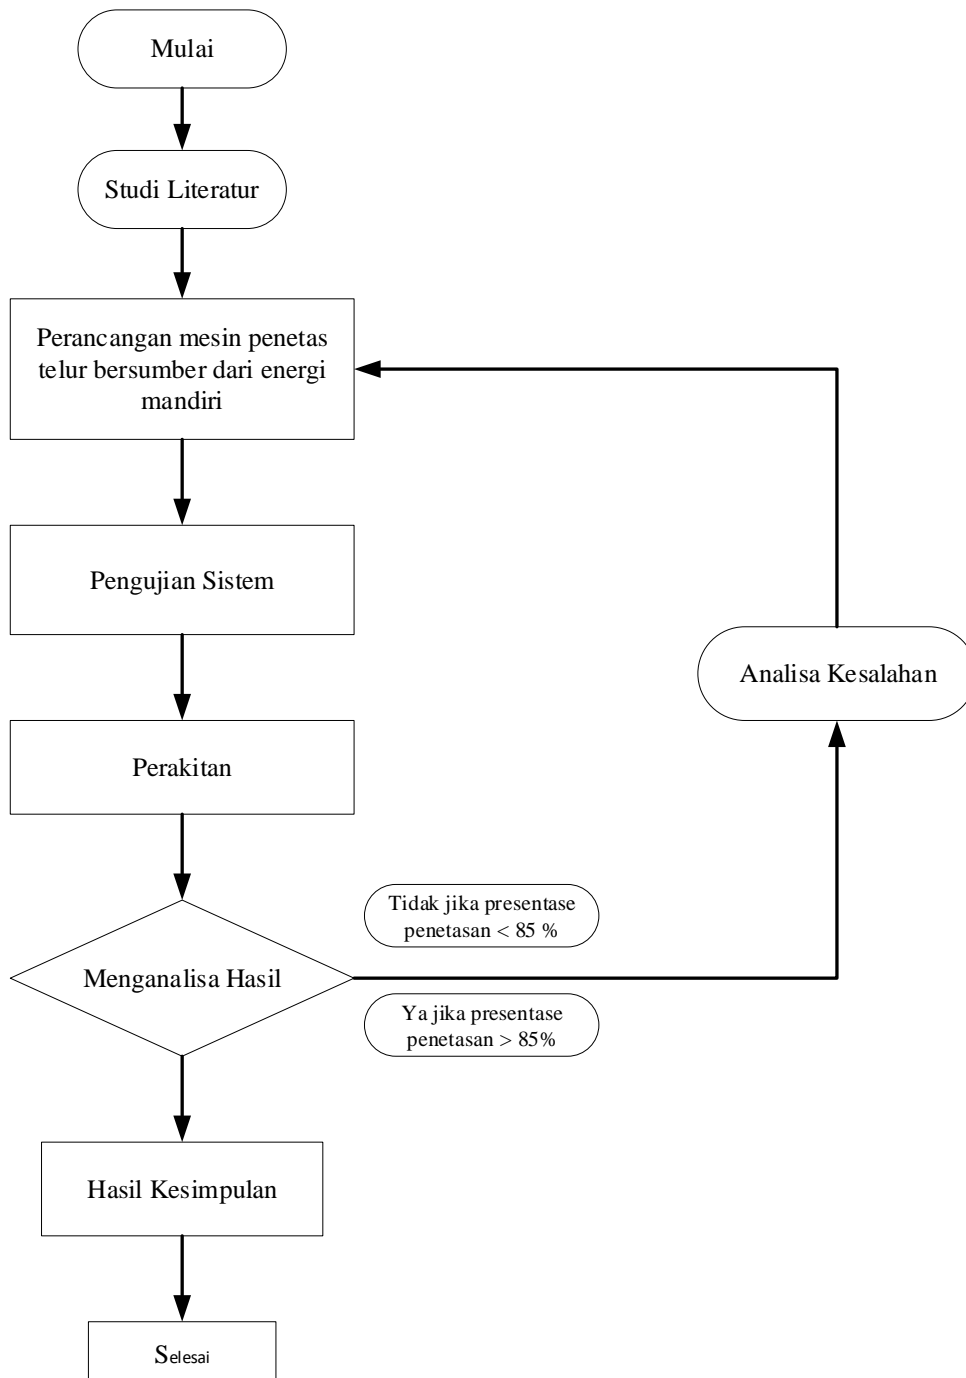 Mulai
Studi Literatur
Perancangan mesin penetas
telur bersumber dari energi
mandiri
Pengujian Sistem
Analisa Kesalahan
Perakitan
Tidak jika presentase
penetasan < 85 %
Menganalisa Hasil
Ya jika presentase
penetasan > 85%
Hasil Kesimpulan
Selesai